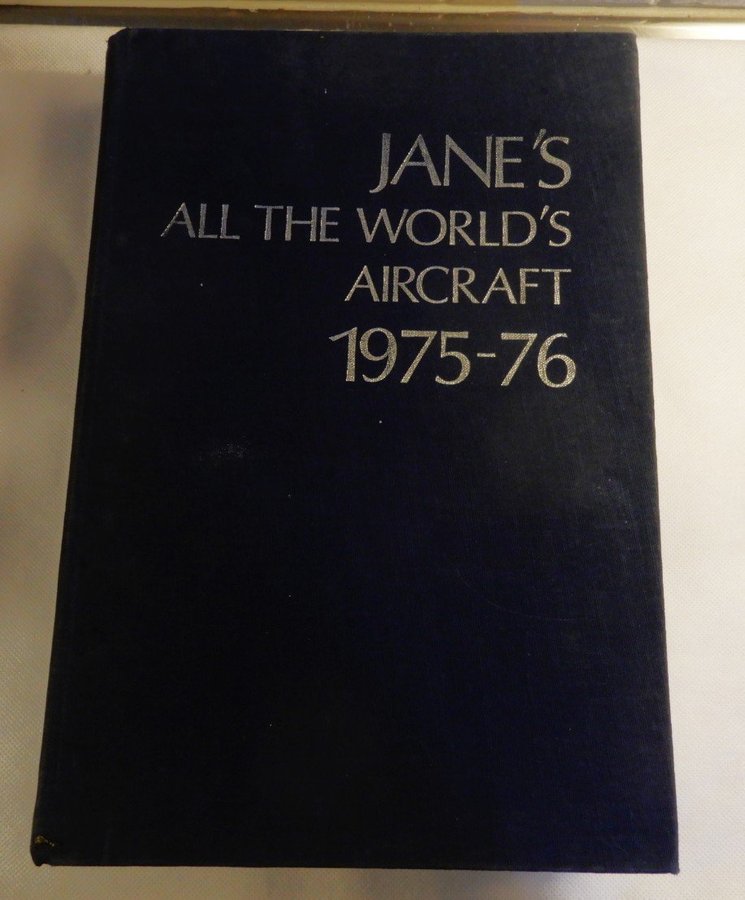 JANE'S
ALL THE WORLD'S
AIRCRAFT
1975-76